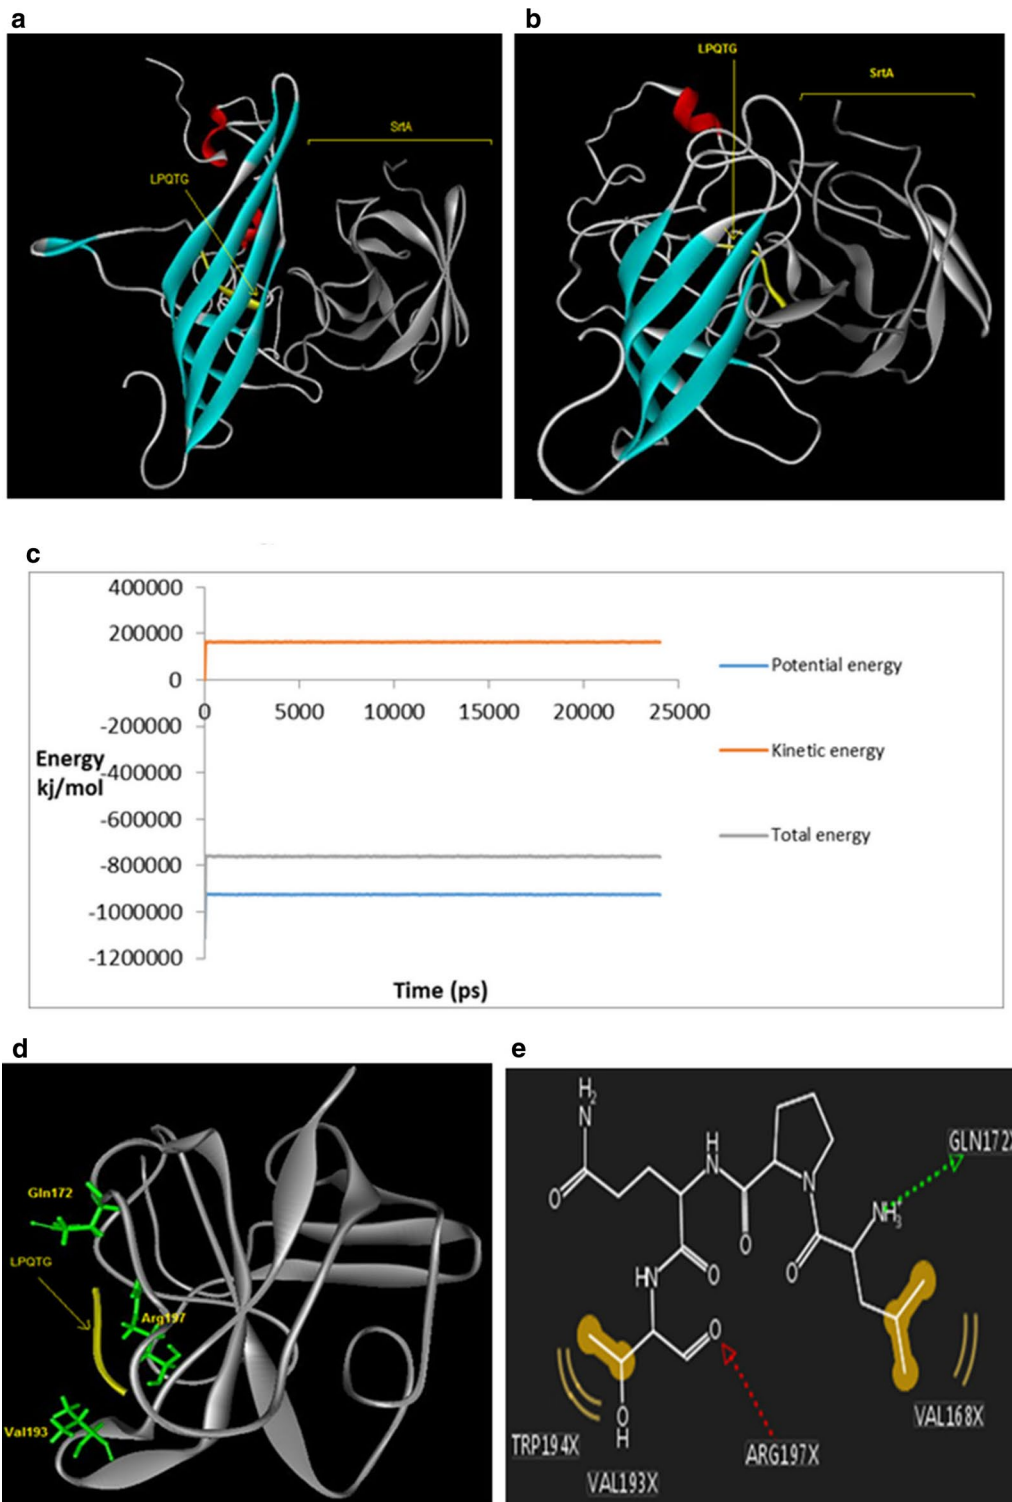 a
b
LPQTG
SrtA
SrtA
LPQTG
c
400000
200000
0
0 5000 10000 15000 20000 25000
-200000
Energy
kj/mol
-400000
-600000
-800000
-1000000
-1200000
Time (ps)
Potential energy
Kinetic energy
Total energy
d
e
Gln172
LPQTG
Arg197
Val193
H2
N
O
H
N
O
N
O
NH3+
GLN172X
HN
O
O
O
H
TRP194X
VAL193X
ARG197X
VAL168X